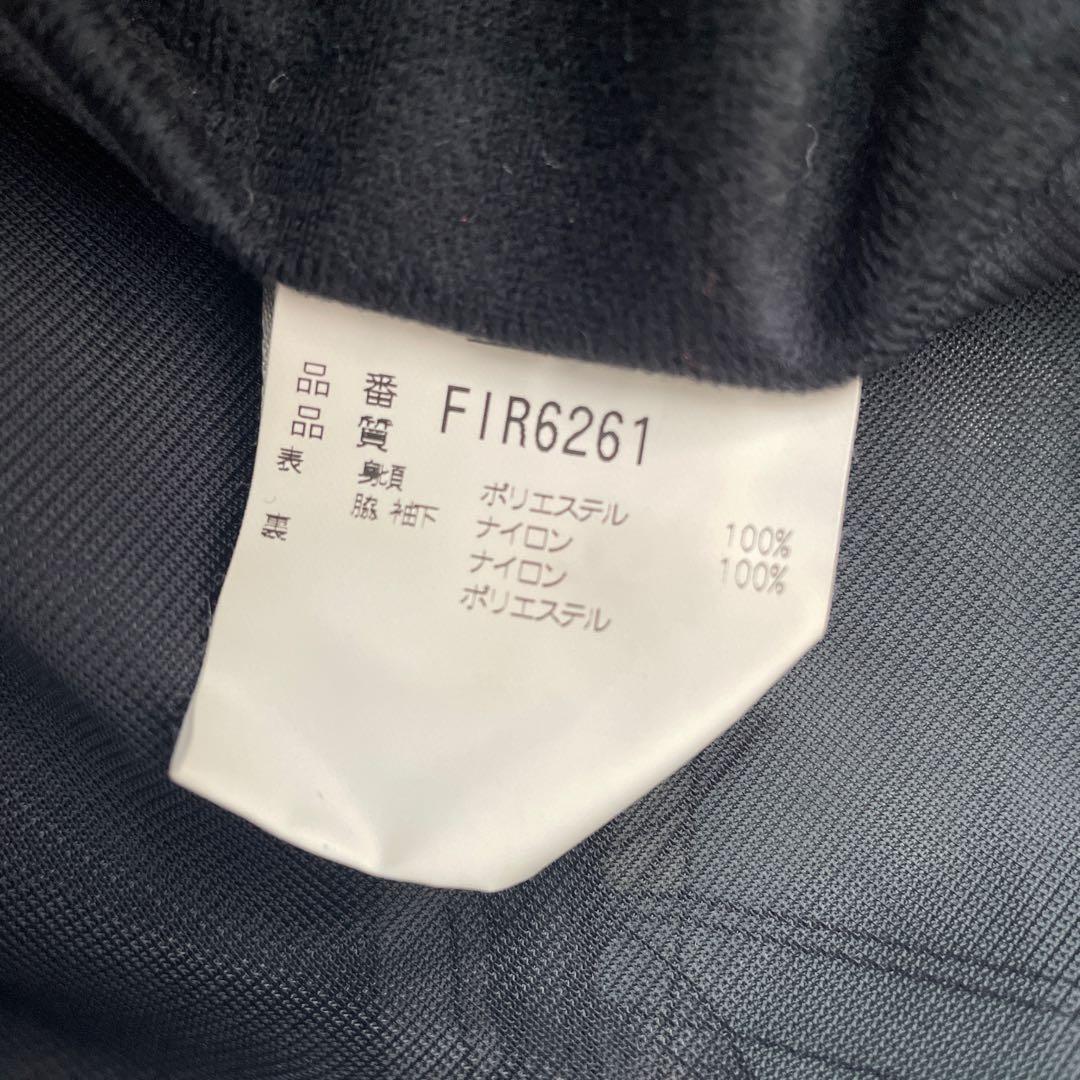 品 番 FIR6261
品 質
表 身頃 ポリエステル 100%
脇 袖下 ナイロン 100%
裏 ナイロン
ポリエステル